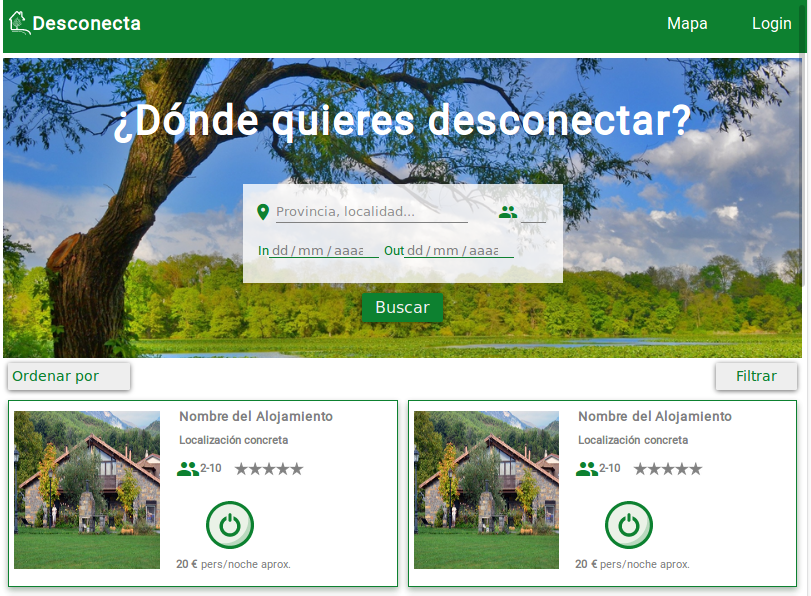 Desconecta
Mapa
Login
¿Dónde quieres desconectar?
Provincia, localidad...
In dd / mm / aaaa Out dd / mm / aaaa
Buscar
Ordenar por
Filtrar
Nombre del Alojamiento
Localización concreta
2-10 ★★★★★
20 € pers/noche aprox.
Nombre del Alojamiento
Localización concreta
2-10 ★★★★★
20 € pers/noche aprox.